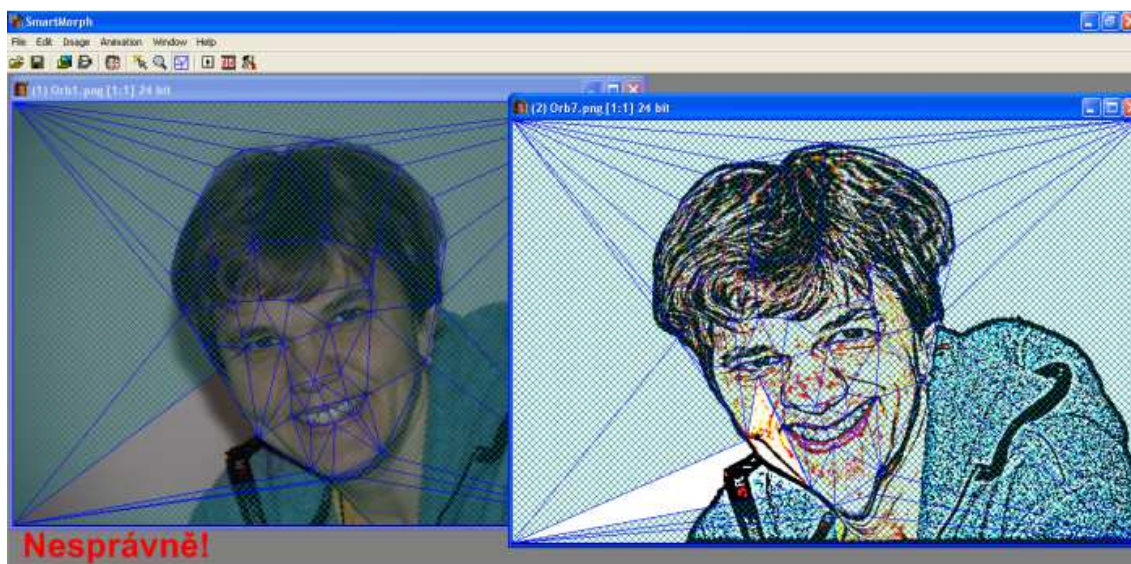 SmartMorph
File Edit Image Animation Window Help
(1) Orb1.png [1:1] 24 bit
(2) Orb7.png [1:1] 24 bit
Nesprávně!